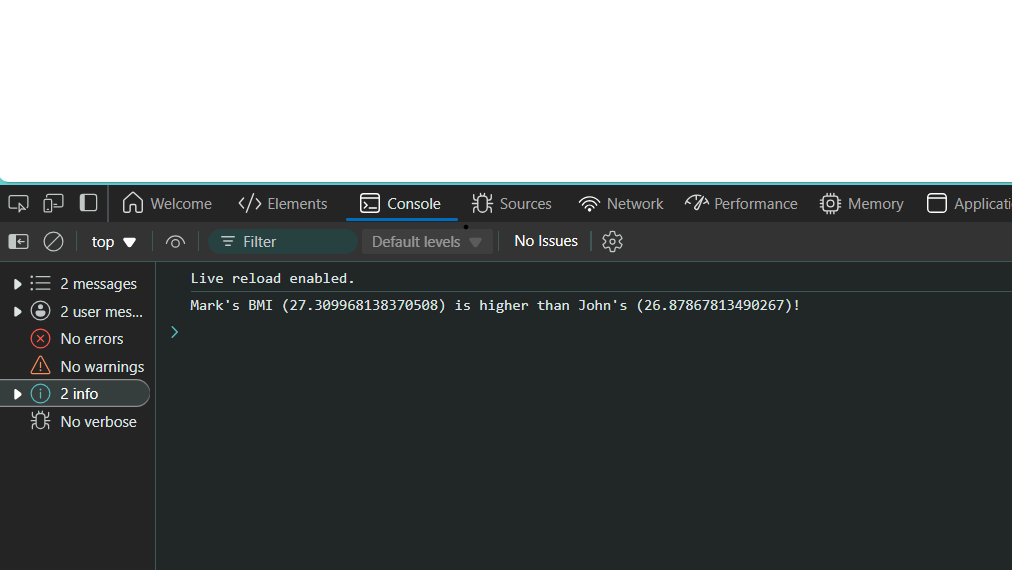 Welcome Elements Console Sources Network Performance Memory Applicati
top Filter Default levels No Issues
2 messages
2 user mes...
No errors
No warnings
2 info
No verbose
Live reload enabled.
Mark's BMI (27.309968138370508) is higher than John's (26.87867813490267)!